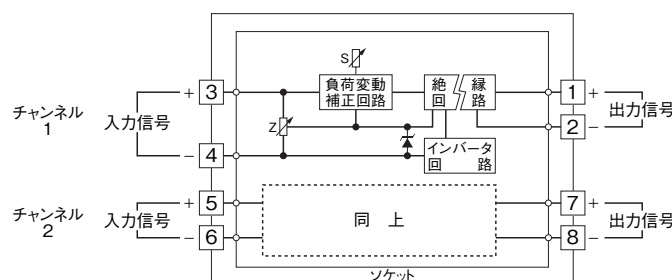 S
+ 3 負荷変動 絶 縁 1 +
チャンネル 入力信号 補正回路 回 路 出力信号
1 Z 2 −
− 4 インバータ
回 路
+ 5 7 +
チャンネル 入力信号 同 上 出力信号
2 − 6 8 −
ソケット